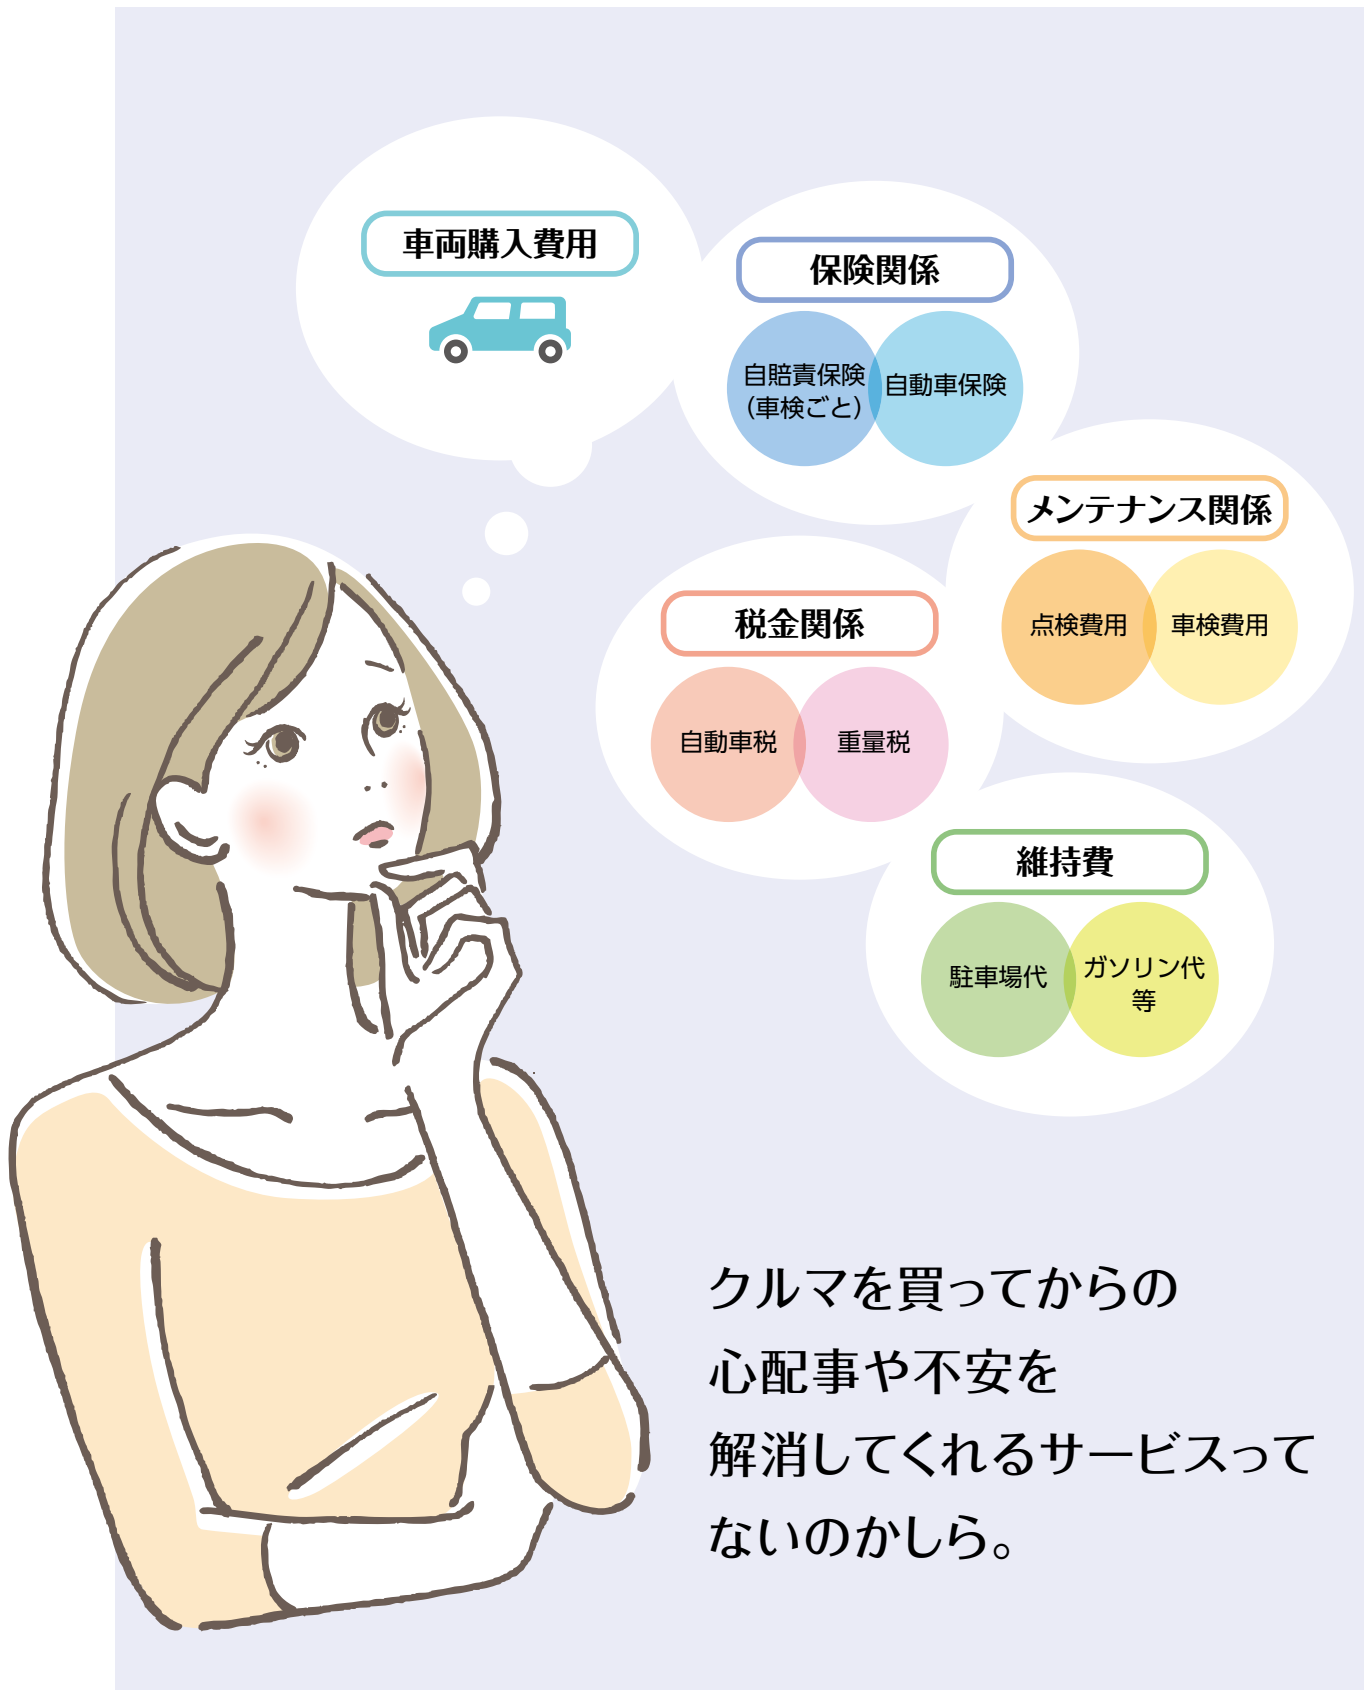 車両購入費用
保険関係
自賠責保険
(車検ごと)
自動車保険
メンテナンス関係
点検費用
車検費用
税金関係
自動車税
重量税
維持費
駐車場代
ガソリン代
等
クルマを買ってからの
心配事や不安を
解消してくれるサービスって
ないのかしら。